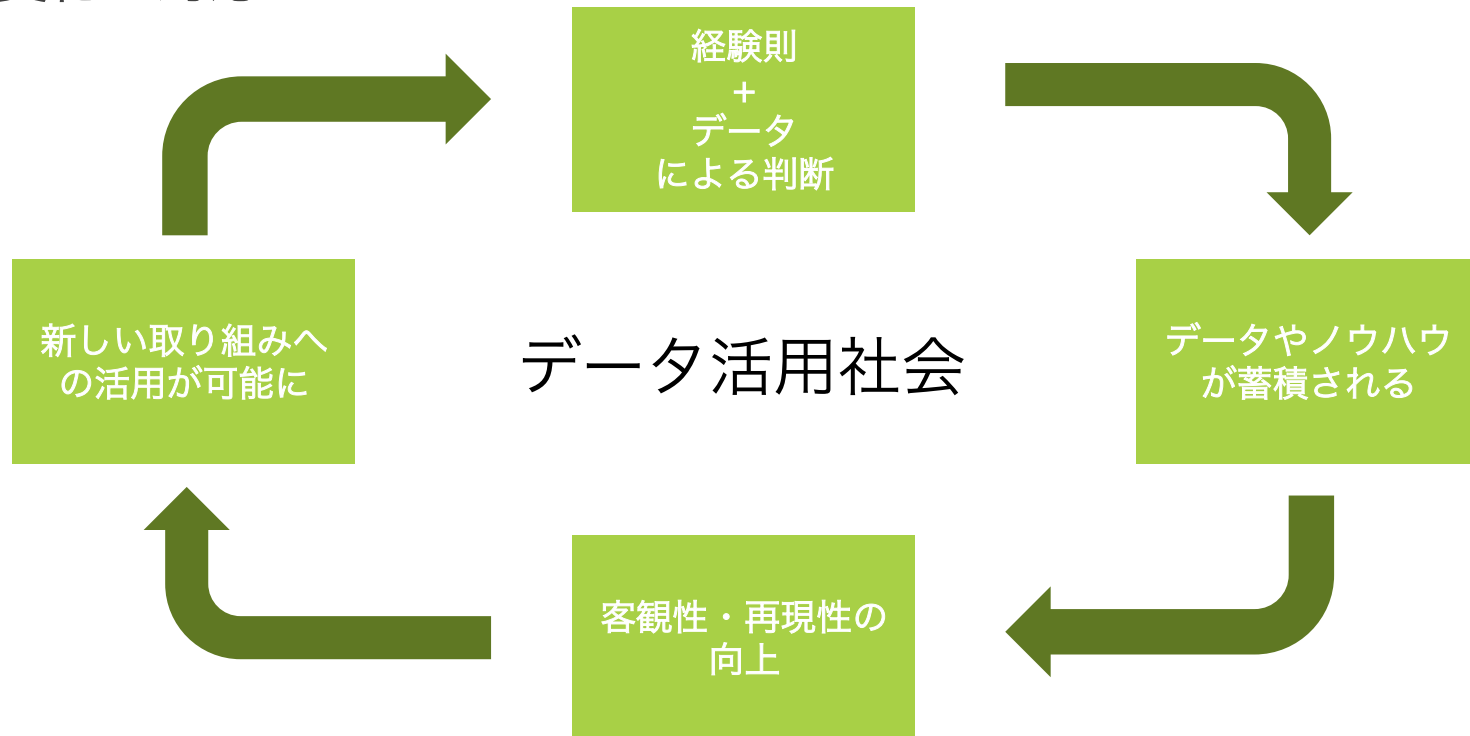 経験則
+
データ
による判断
新しい取り組みへ
の活用が可能に
データ活用社会
データやノウハウ
が蓄積される
客観性・再現性の
向上